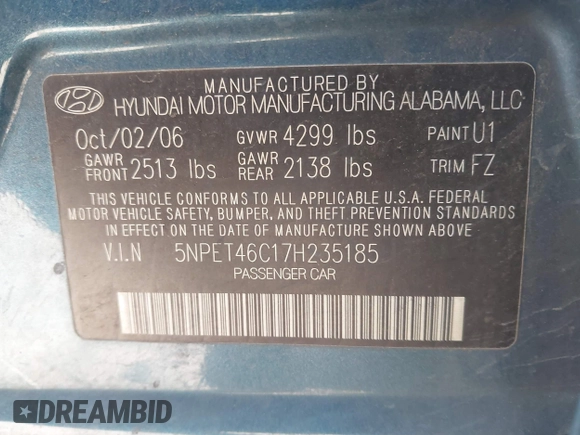 MANUFACTURED BY
HYUNDAI MOTOR MANUFACTURING ALABAMA, LLC
Oct/02/06 GVWR 4299 lbs PAINT U1
GAWR FRONT 2513 lbs GAWR REAR 2138 lbs TRIM FZ
THIS VEHICLE CONFORMS TO ALL APPLICABLE U.S.A. FEDERAL
MOTOR VEHICLE SAFETY, BUMPER, AND THEFT PREVENTION STANDARDS
IN EFFECT ON THE DATE OF MANUFACTURE SHOWN ABOVE.
V.I.N 5NPET46C17H235185
PASSENGER CAR
DREAMBID